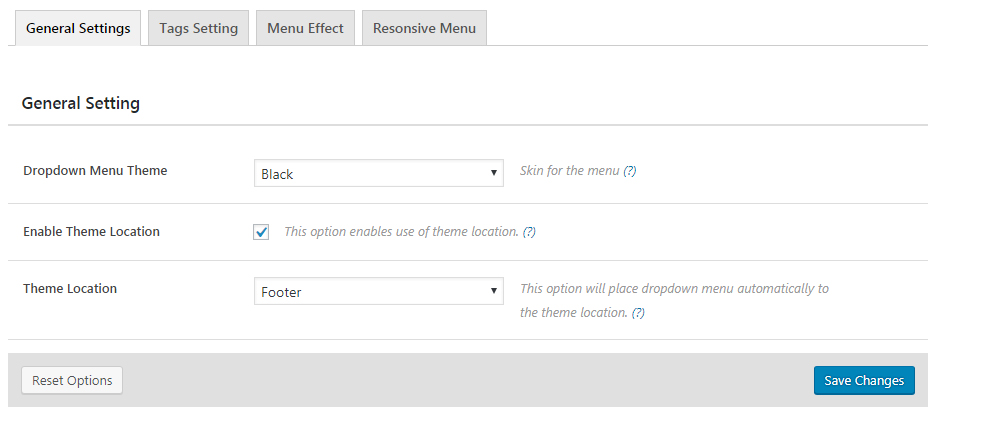 General Settings Tags Setting Menu Effect Resonsive Menu
General Setting
Dropdown Menu Theme Black Skin for the menu (?)
Enable Theme Location This option enables use of theme location. (?)
Theme Location Footer This option will place dropdown menu automatically to
the theme location. (?)
Reset Options Save Changes